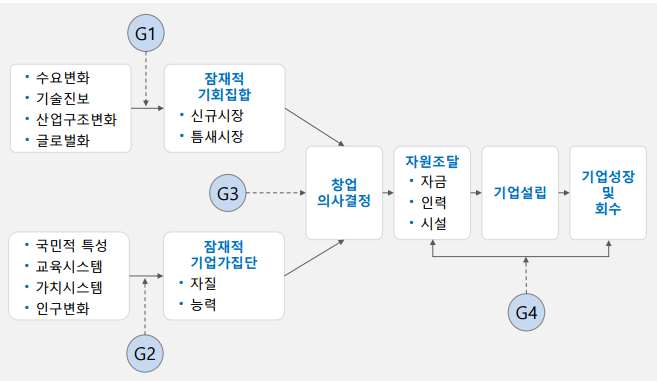 G1
• 수요변화
• 기술진보
• 산업구조변화
• 글로벌화
잠재적
기회집합
• 신규시장
• 틈새시장
G3
창업
의사결정
자원조달
• 자금
• 인력
• 시설
기업설립
기업성장
및
회수
• 국민적 특성
• 교육시스템
• 가치시스템
• 인구변화
잠재적
기업가집단
• 자질
• 능력
G2
G4